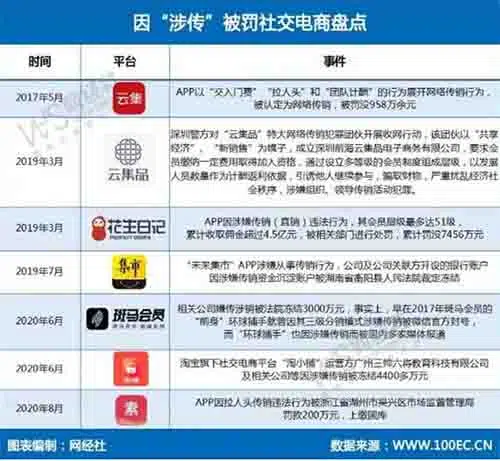 因“涉传”被罚社交电商盘点
时间 平台 事件
2017年5月 云集 APP以“交入门费”“拉人头”和“团队计酬”的行为展开网络传销行为，
被认定为网络传销，被罚没958万余元
2019年3月 云集品 深圳警方对“云集品”特大网络传销犯罪团伙开展收网行动，该团伙以“共享
经济”、“新销售”为幌子，成立深圳前海云集品电子商务有限公司，要求会
员缴纳一定费用取得加入资格，通过设立多等级的会员制度组成层级，以发展
人员数量作为计酬返利依据，引诱他人继续参与，骗取财物，严重扰乱经济社
会秩序，涉嫌组织、领导传销活动犯罪。
2019年3月 花生日记 APP因涉嫌传销（直销）违法行为，其会员层级最多达51级，
累计收取佣金超过4.5亿元，被相关部门进行处罚，累计罚没7456万元
2019年7月 集市 “未来集市”APP涉嫌从事传销行为，公司及公司关联方开设的银行账户
因涉嫌传销资金沉淀账户被湖南省南阳县人民法院裁定冻结
2020年6月 斑马会员 相关公司嫌传涉销被法院冻结3000万元，事实上，早在2017年斑马会员的
“前身”环球捕手就曾因其三级分销模式涉嫌传销被微信官方封号，
而“环球捕手”也因涉嫌传销而被国内多家媒体报道
2020年6月 淘小铺 淘宝旗下社交电商平台“淘小铺”运营方广州三帅六将教育科技有限公司
及相关公司等因涉嫌传销被冻结4400多万元
2020年8月 素 APP因拉人头传销违法行为被浙江省湖州市吴兴区市场监督管理局
罚款200万元，上缴国库
图表编制：网经社 数据来源：WWW.100EC.CN